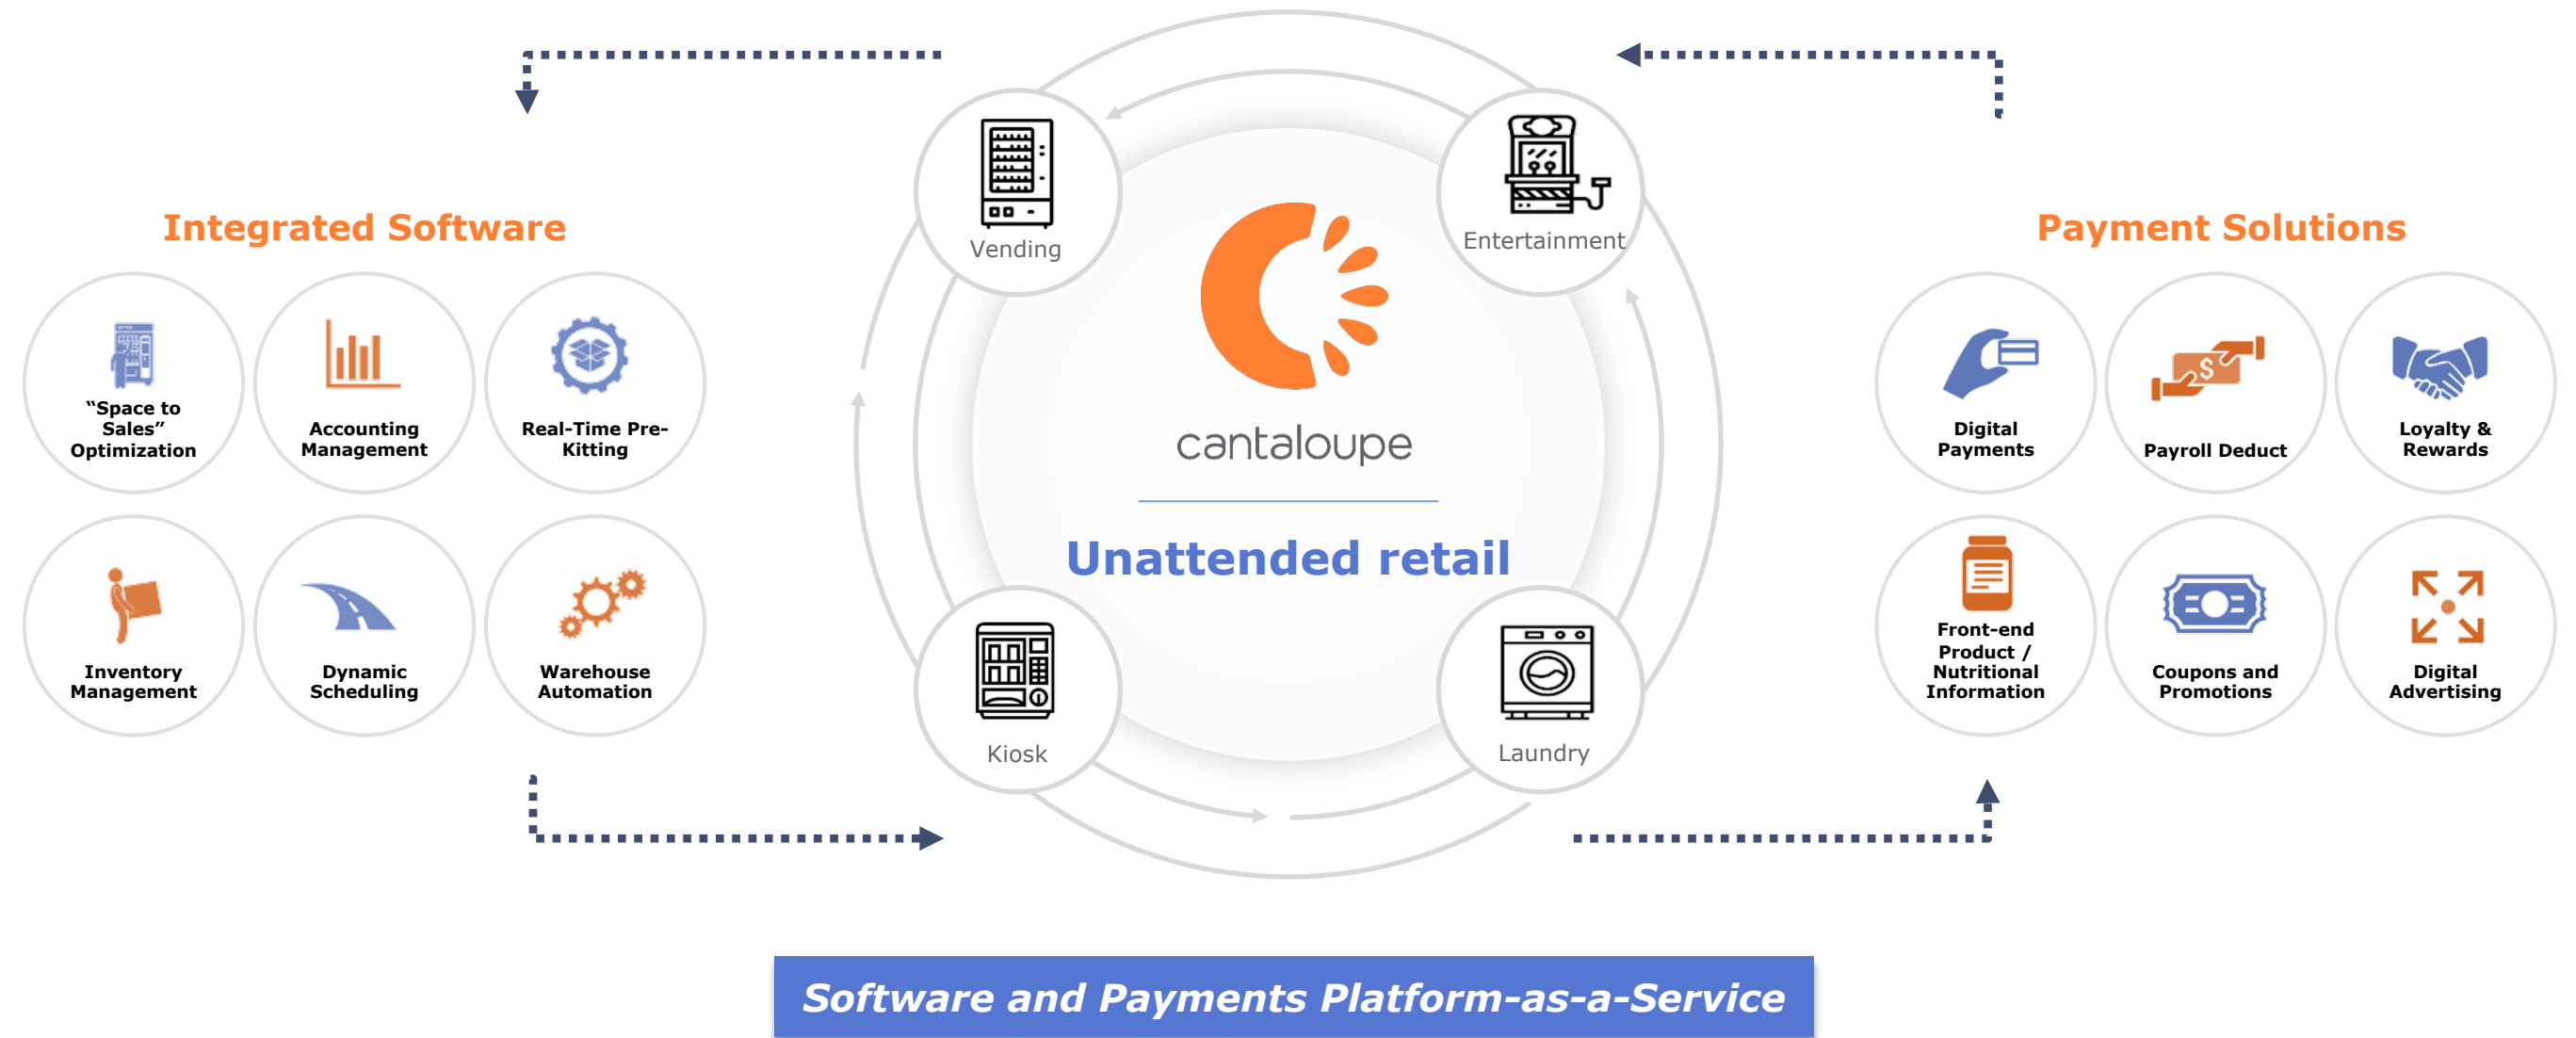 Integrated Software
“Space to
Sales”
Optimization
Accounting
Management
Real-Time Pre-
Kitting
Inventory
Management
Dynamic
Scheduling
Warehouse
Automation
Vending
Entertainment
cantaloupe
Unattended retail
Kiosk
Laundry
Payment Solutions
Digital
Payments
$
Payroll Deduct
Loyalty &
Rewards
Front-end
Product /
Nutritional
Information
Coupons and
Promotions
Digital
Advertising
Software and Payments Platform-as-a-Service